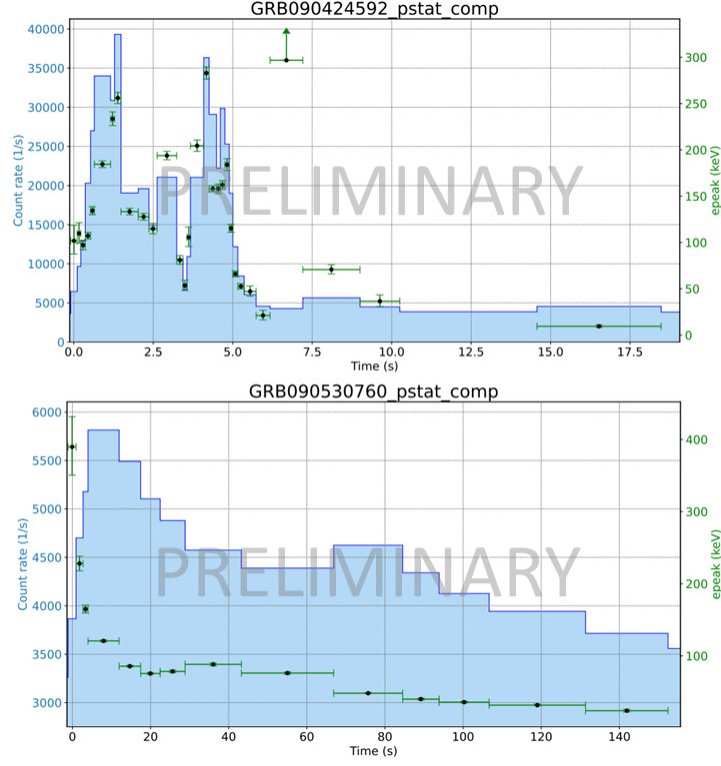 GRB090424592_pstat_comp
40000
35000
30000
25000
20000
15000
10000
5000
0
Count rate (1/s)
300
250
200
150
100
50
0
epeak (keV)
PRELIMINARY
0.0 2.5 5.0 7.5 10.0 12.5 15.0 17.5
Time (s)
GRB090530760_pstat_comp
6000
5500
5000
4500
4000
3500
3000
Count rate (1/s)
400
300
200
100
epeak (keV)
PRELIMINARY
0 20 40 60 80 100 120 140
Time (s)